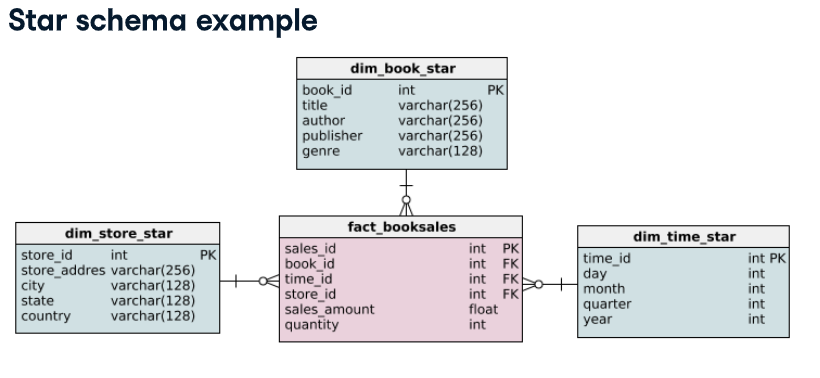 Star schema example
dim_book_star
book_id int PK
title varchar(256)
author varchar(256)
publisher varchar(256)
genre varchar(128)
dim_store_star
store_id int PK
store_addres varchar(256)
city varchar(128)
state varchar(128)
country varchar(128)
fact_booksales
sales_id int PK
book_id int FK
time_id int FK
store_id int FK
sales_amount float
quantity int
dim_time_star
time_id int PK
day int
month int
quarter int
year int